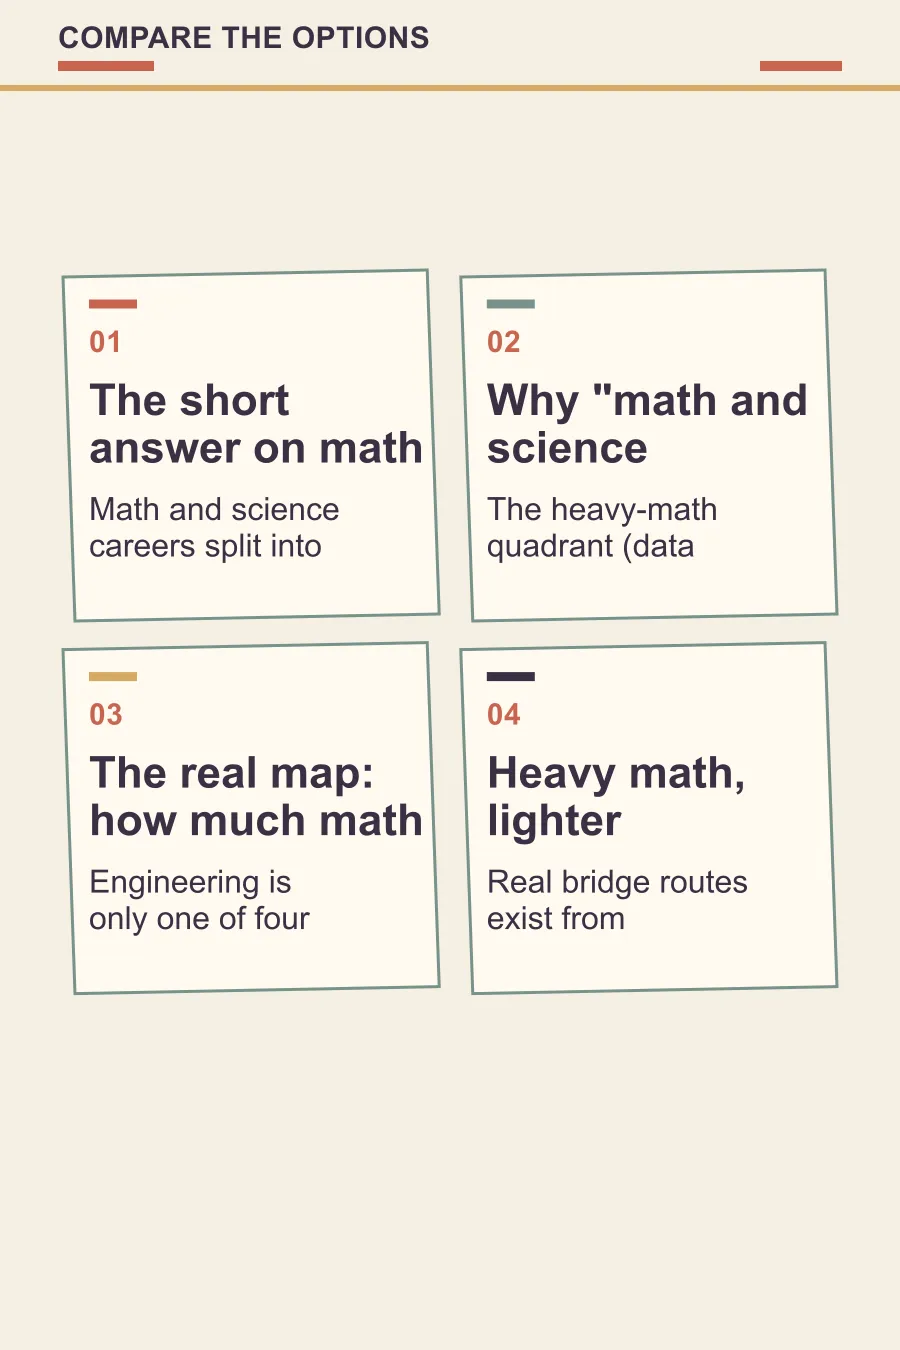 COMPARE THE OPTIONS
01
The short
answer on math
Math and science
careers split into
02
Why "math and
science
The heavy-math
quadrant (data
03
The real map:
how much math
Engineering is
only one of four
04
Heavy math,
lighter
Real bridge routes
exist from